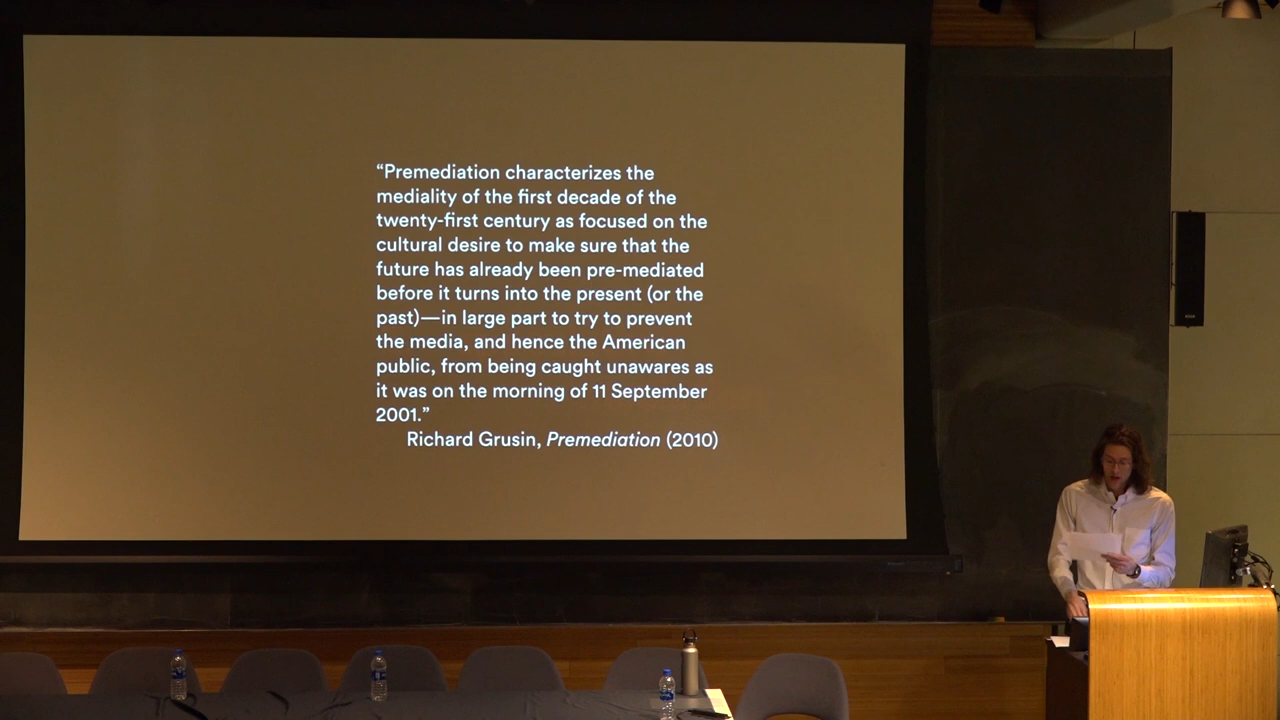 “Premediation characterizes the
mediality of the first decade of the
twenty-first century as focused on the
cultural desire to make sure that the
future has already been pre-mediated
before it turns into the present (or the
past)—in large part to try to prevent
the media, and hence the American
public, from being caught unawares as
it was on the morning of 11 September
2001.”
Richard Grusin, Premediation (2010)